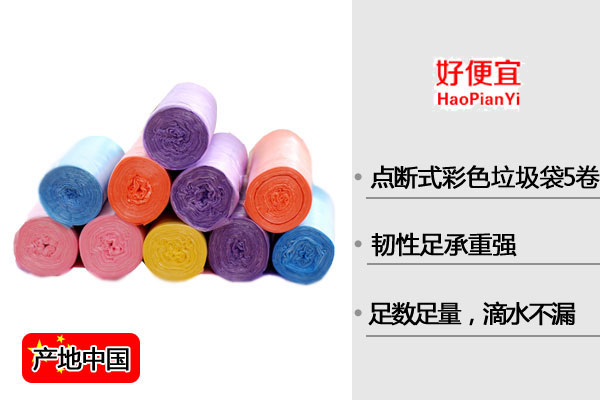 好便宜
HaoPianYi
点断式彩色垃圾袋5卷
韧性足承重强
足数足量，滴水不漏
产地中国